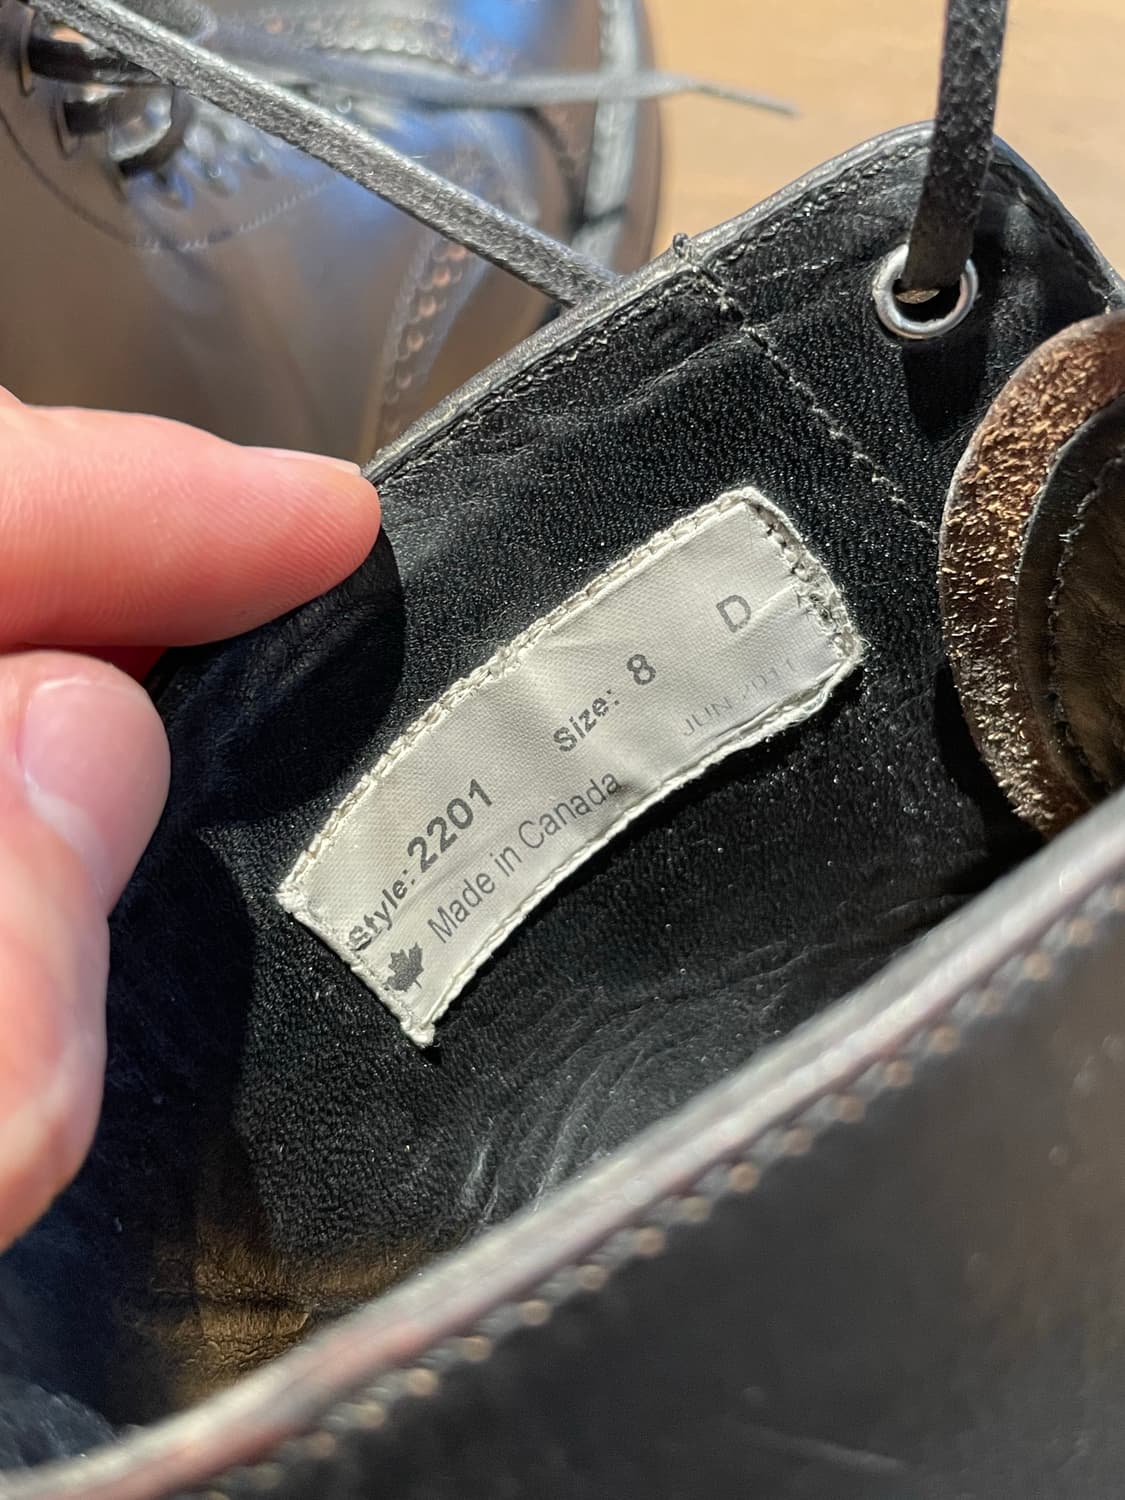 Style: 2201 Size: 8 D
Made in Canada JUN 2011